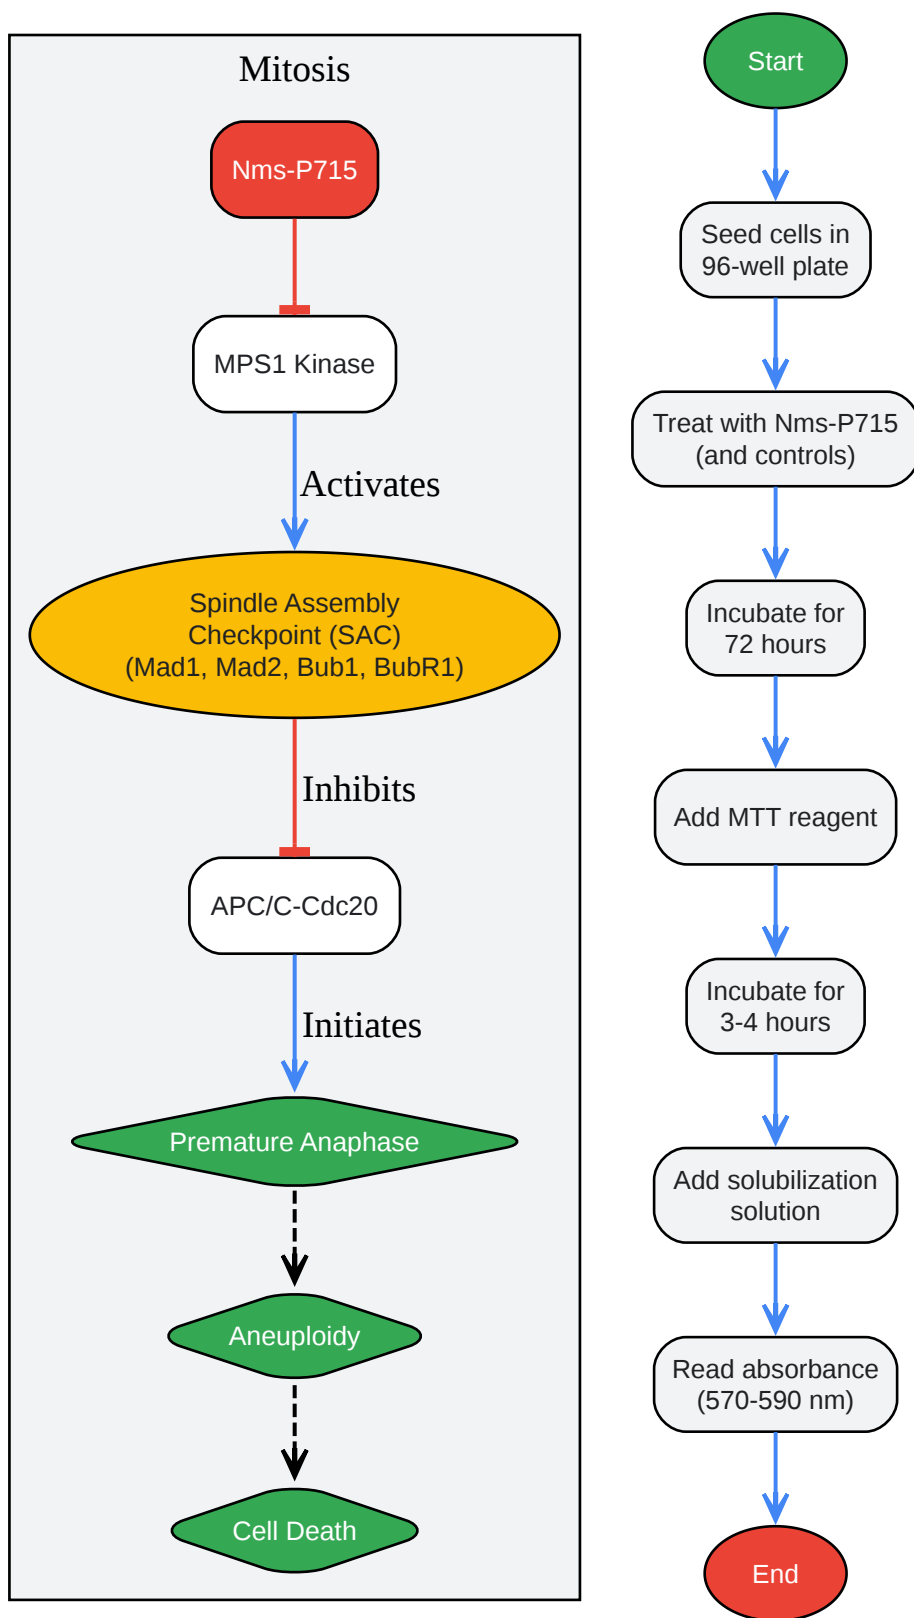 Mitosis
Nms-P715
MPS1 Kinase
Activates
Spindle Assembly
Checkpoint (SAC)
(Mad1, Mad2, Bub1, BubR1)
Inhibits
APC/C-Cdc20
Initiates
Premature Anaphase
Aneuploidy
Cell Death
Start
Seed cells in
96-well plate
Treat with Nms-P715
(and controls)
Incubate for
72 hours
Add MTT reagent
Incubate for
3-4 hours
Add solubilization
solution
Read absorbance
(570-590 nm)
End